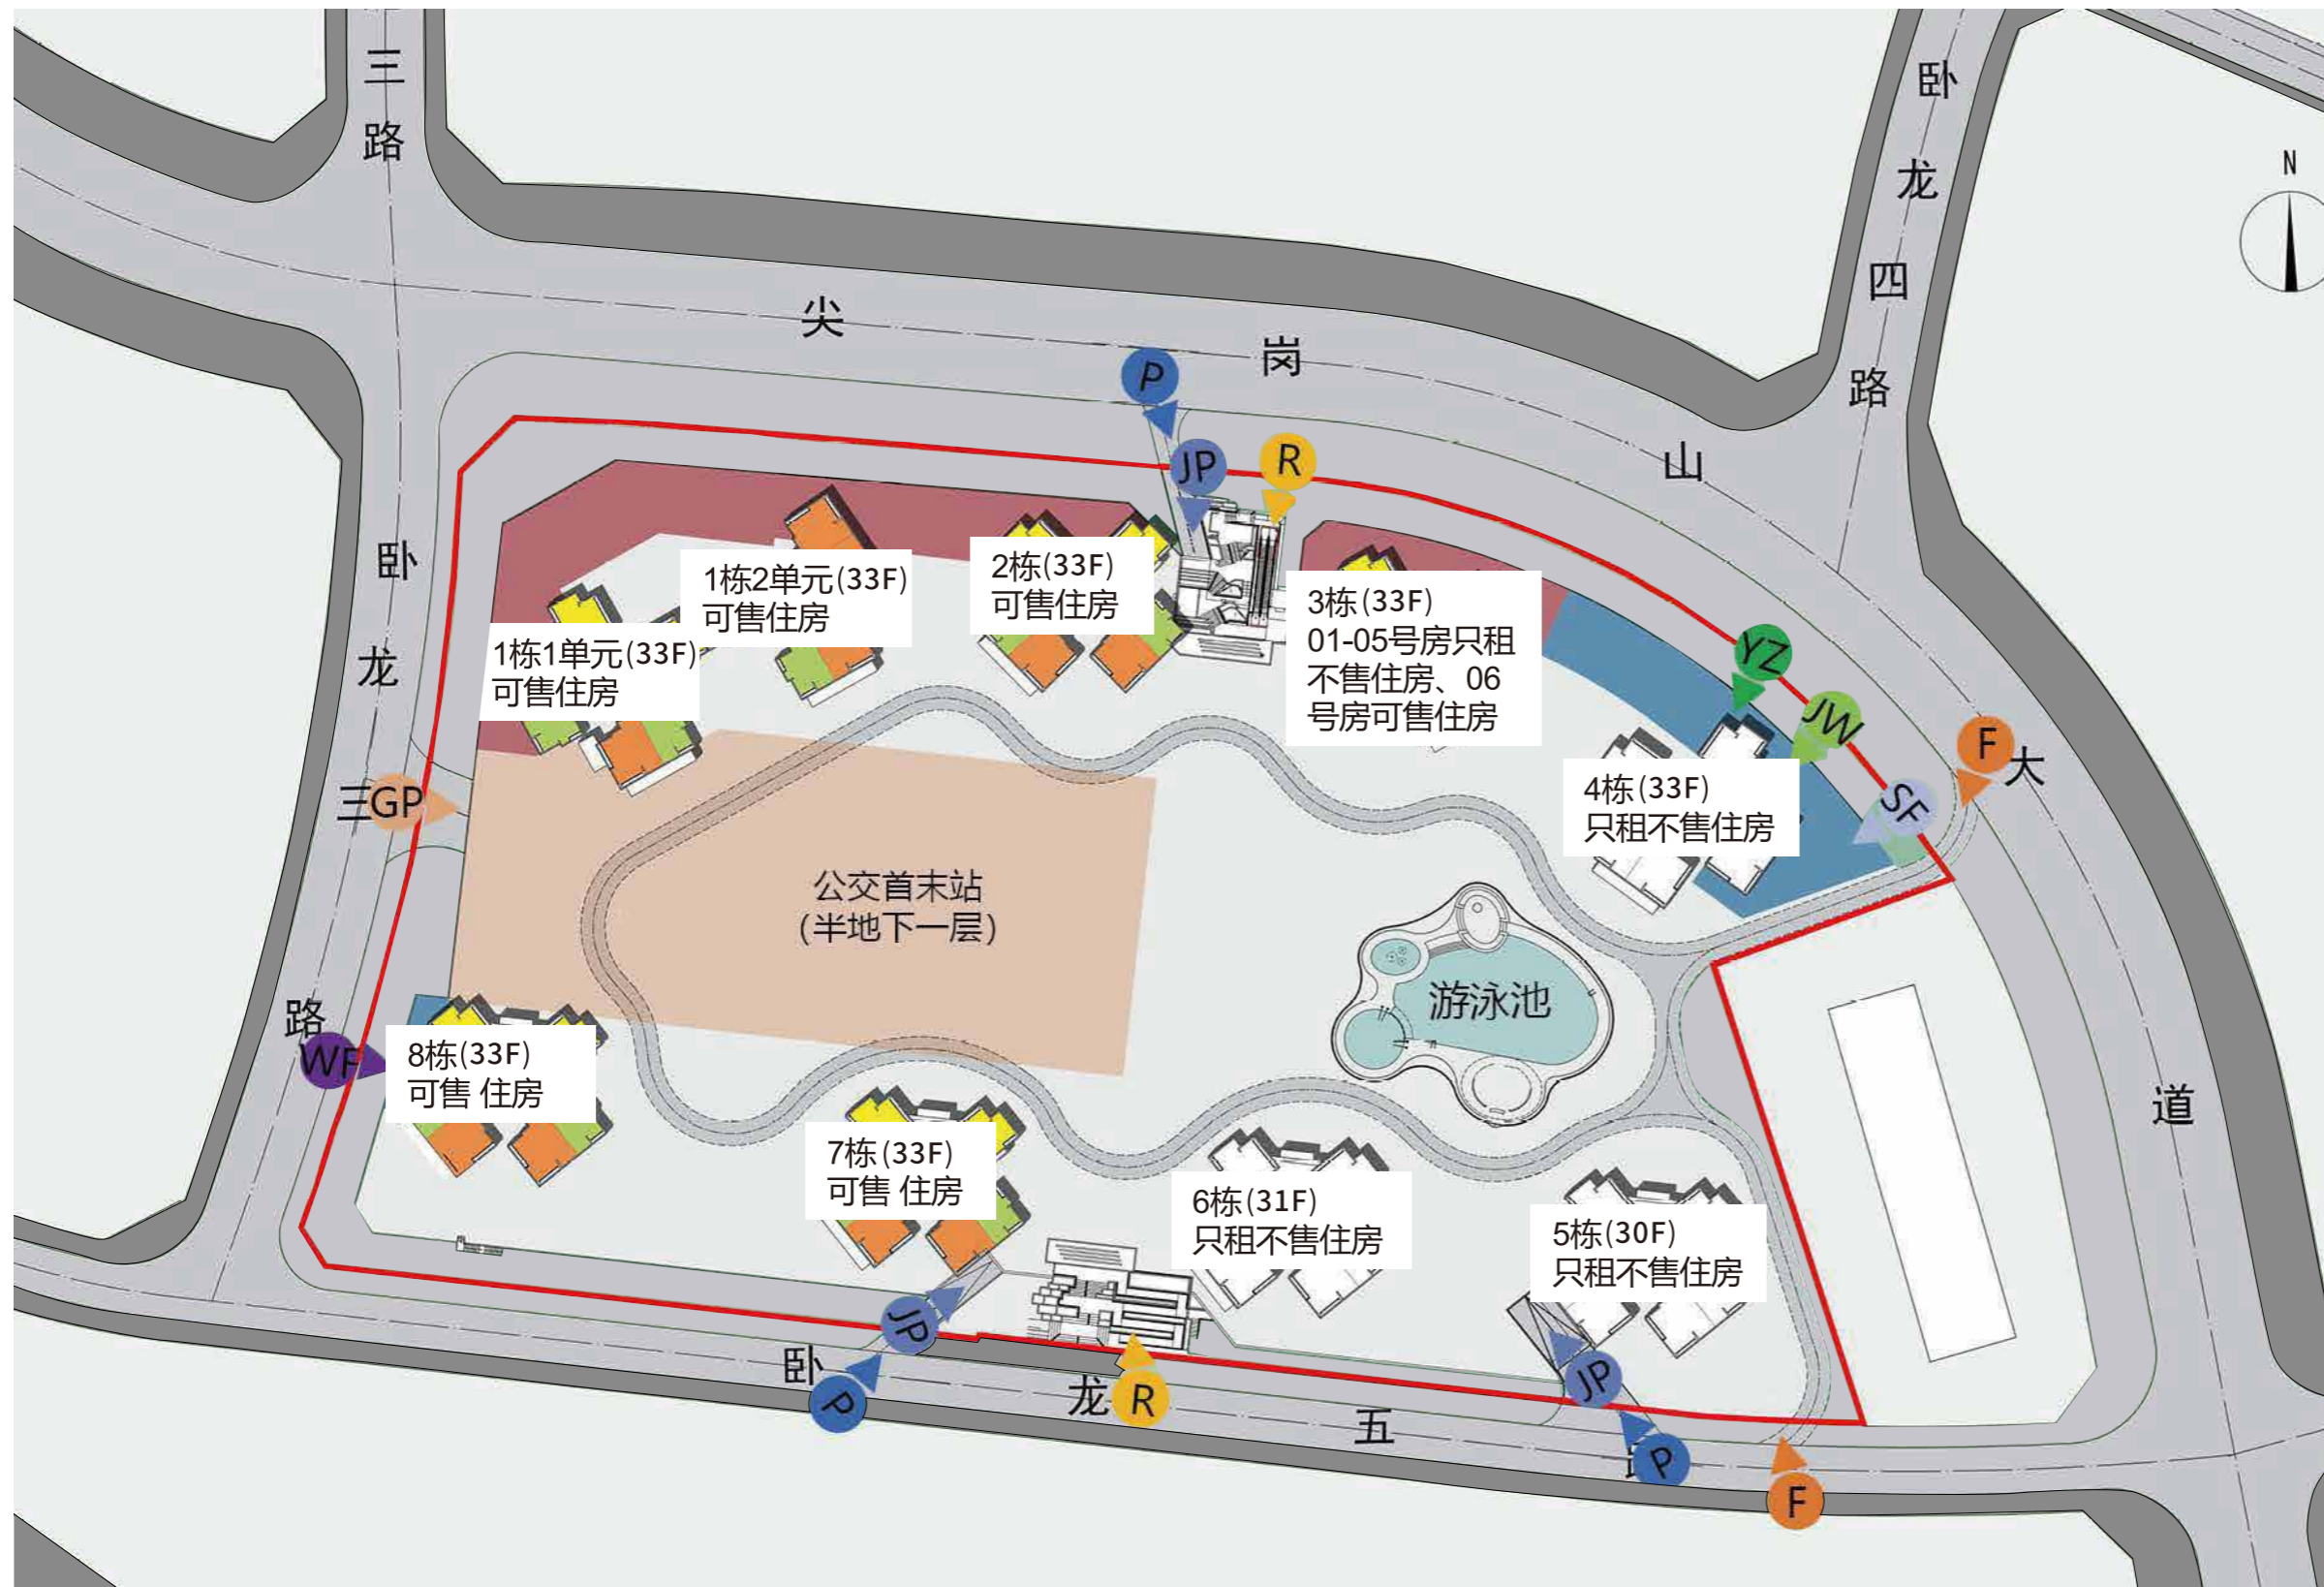 三路
卧龙四路
N
尖岗山大道
P
JP
R
1栋2单元(33F)
可售住房
2栋(33F)
可售住房
3栋(33F)
01-05号房只租
不售住房、06
号房可售住房
1栋1单元(33F)
可售住房
卧龙三路
YZ
JW
F
SF
GP
4栋(33F)
只租不售住房
公交首末站
(半地下一层)
游泳池
WF
8栋(33F)
可售 住房
7栋(33F)
可售 住房
6栋(31F)
只租不售住房
5栋(30F)
只租不售住房
JP
P
R
JP
P
F
卧龙五